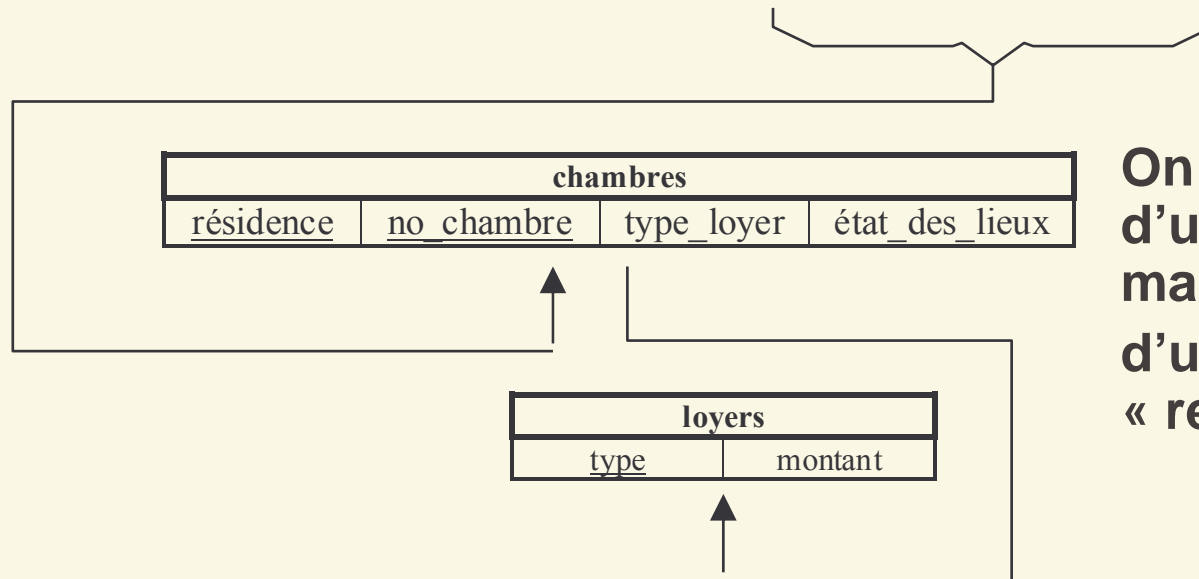 chambres
résidence no_chambre type_loyer état_des_lieux
loyers
type montant
On
d'u
ma
d'u
« re